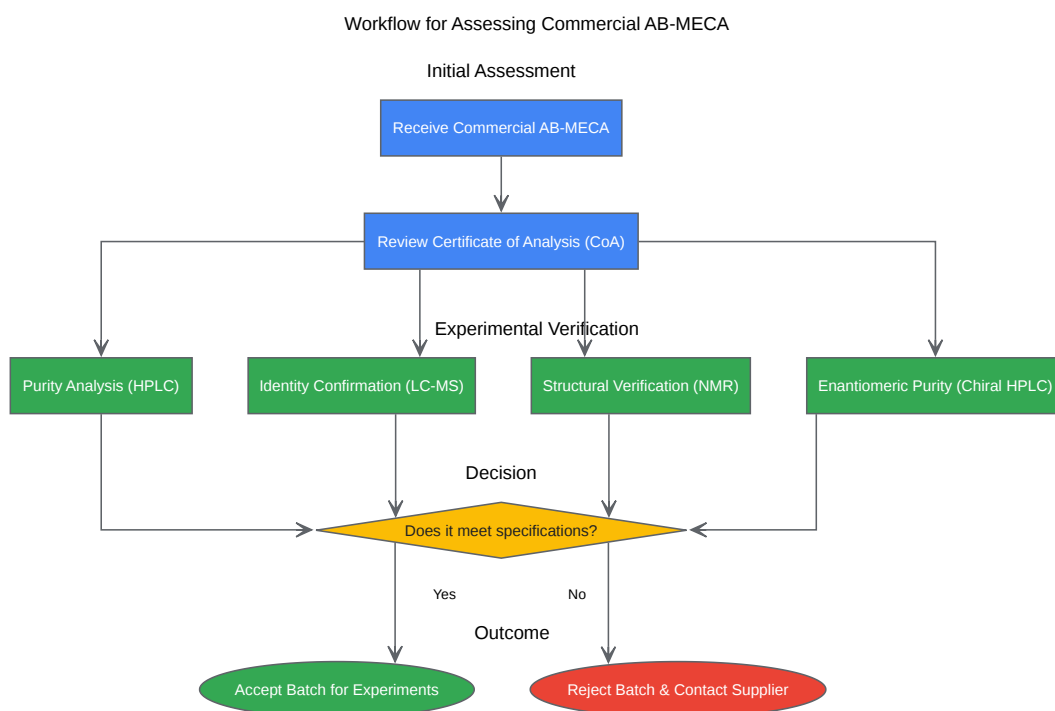 Workflow for Assessing Commercial AB-MECA
Initial Assessment
Receive Commercial AB-MECA
Review Certificate of Analysis (CoA)
Experimental Verification
Purity Analysis (HPLC)
Identity Confirmation (LC-MS)
Structural Verification (NMR)
Enantiomeric Purity (Chiral HPLC)
Decision
Does it meet specifications?
Yes
No
Outcome
Accept Batch for Experiments
Reject Batch & Contact Supplier